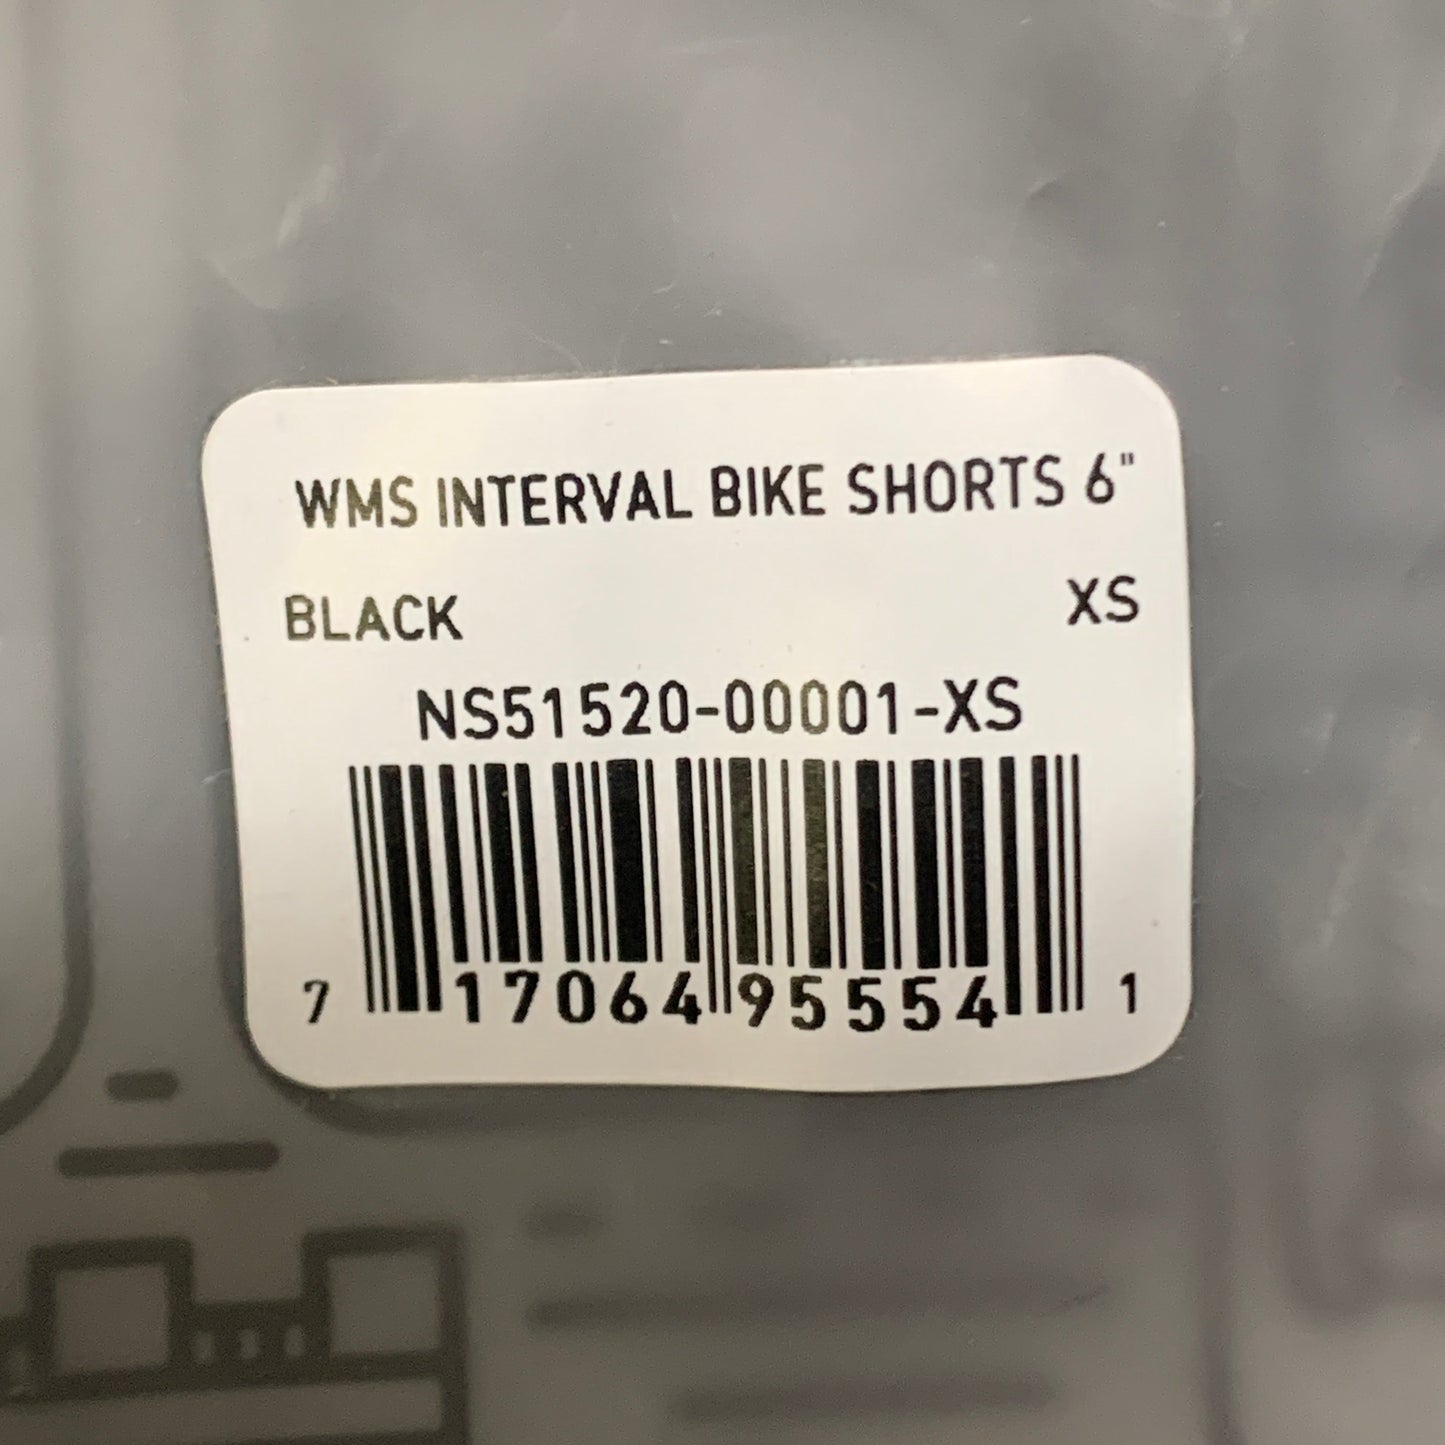 WMS INTERVAL BIKE SHORTS 6"
BLACK XS
NS51520-00001-XS
7 17064 95554 1